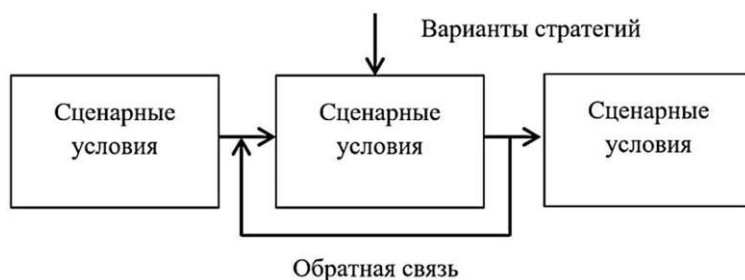 Варианты стратегий
Сценарные
условия
Сценарные
условия
Сценарные
условия
Обратная связь